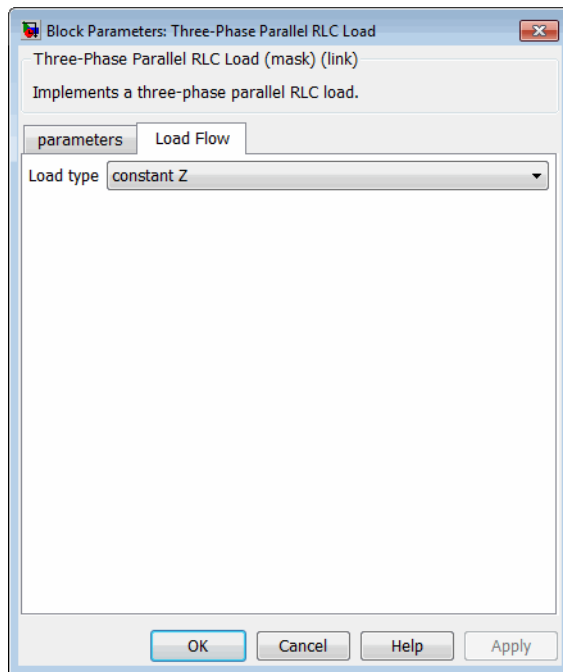 Block Parameters: Three-Phase Parallel RLC Load
Three-Phase Parallel RLC Load (mask) (link)
Implements a three-phase parallel RLC load.
parameters Load Flow
Load type constant Z
OK Cancel Help Apply